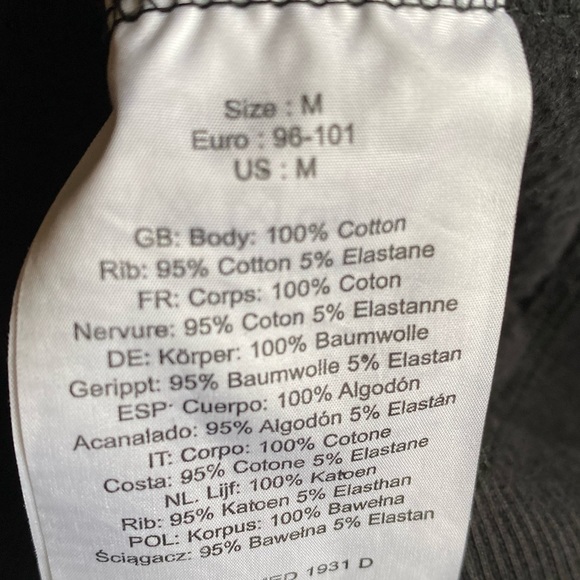 Size : M
Euro : 96-101
US : M
GB: Body: 100% Cotton
Rib: 95% Cotton 5% Elastane
FR: Corps: 100% Coton
Nervure: 95% Coton 5% Elastanne
DE: Körper: 100% Baumwolle
Gerippt: 95% Baumwolle 5% Elastan
ESP: Cuerpo: 100% Algodón
Acanalado: 95% Algodón 5% Elastán
IT: Corpo: 100% Cotone
Costa: 95% Cotone 5% Elastane
NL. Lijf: 100% Katoen
Rib: 95% Katoen 5% Elasthan
POL: Korpus: 100% Bawełna
Ściągacz: 95% Bawełna 5% Elastan
1931 D